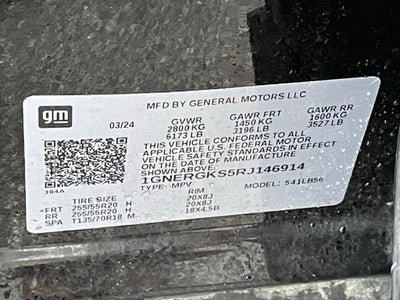 gm
MFD BY GENERAL MOTORS LLC
03/24 GVWR GAWR FRT GAWR RR
2800 KG 1450 KG 1600 KG
6173 LB 3196 LB 3527 LB
THIS VEHICLE CONFORMS TO ALL
APPLICABLE U.S. FEDERAL MOTOR
VEHICLE SAFETY STANDARDS IN EFFECT
ON THE DATE OF MANUFACTURE
SHOWN ABOVE.
1GNERGKS5RJ146914
TYPE: MPV MODEL: 541LB56
TIRE SIZE RIM
FRT 255/55R20 H 20X8J
RR 255/55R20 H 20X8J
SPA T135/70R18 M 18X4.5B